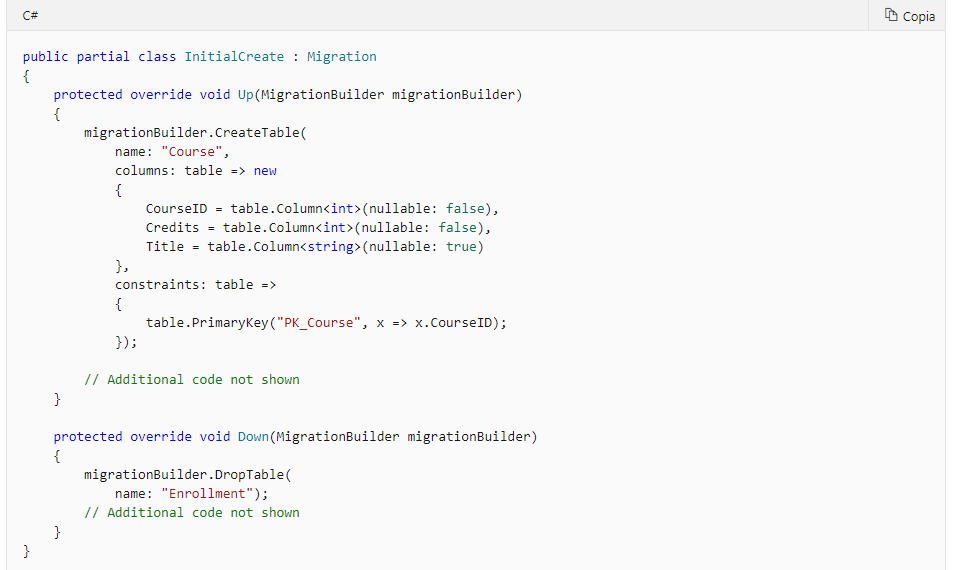 C#
Copia
public partial class InitialCreate : Migration
{
    protected override void Up(MigrationBuilder migrationBuilder)
    {
        migrationBuilder.CreateTable(
            name: "Course",
            columns: table => new
            {
                CourseID = table.Column<int>(nullable: false),
                Credits = table.Column<int>(nullable: false),
                Title = table.Column<string>(nullable: true)
            },
            constraints: table =>
            {
                table.PrimaryKey("PK_Course", x => x.CourseID);
            });

        // Additional code not shown
    }

    protected override void Down(MigrationBuilder migrationBuilder)
    {
        migrationBuilder.DropTable(
            name: "Enrollment");
        // Additional code not shown
    }
}